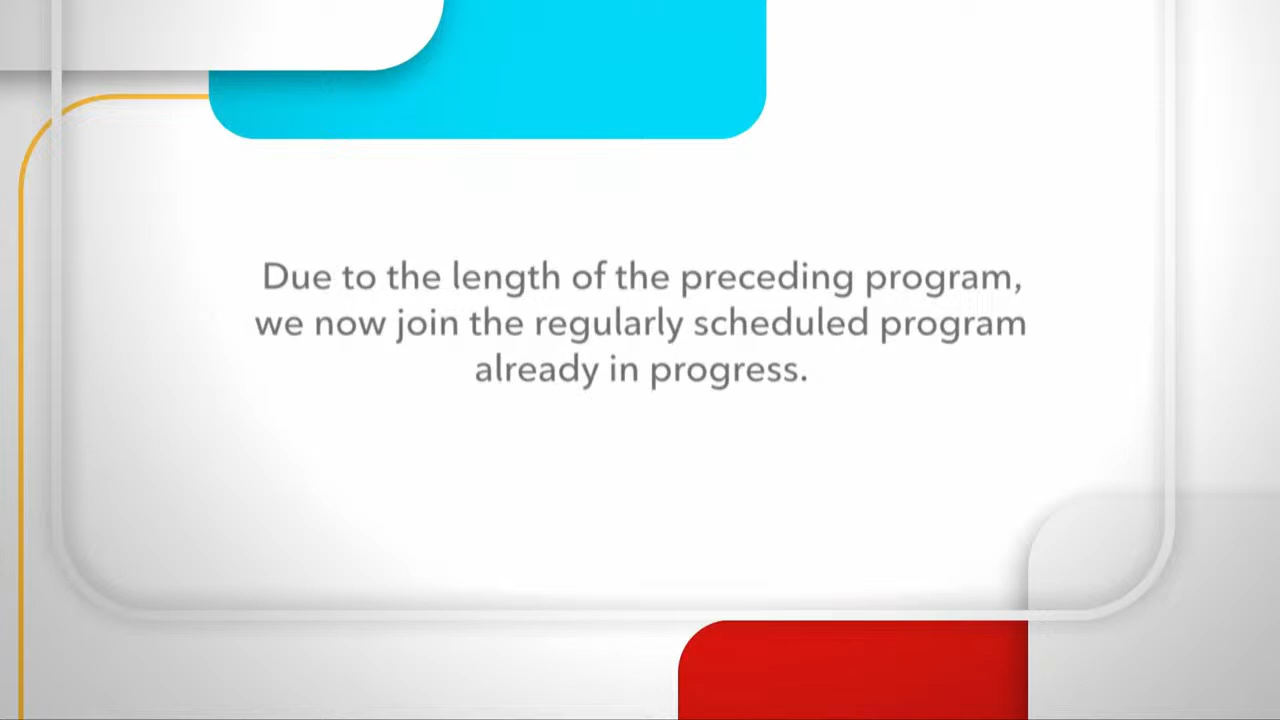 Due to the length of the preceding program,
we now join the regularly scheduled program
already in progress.